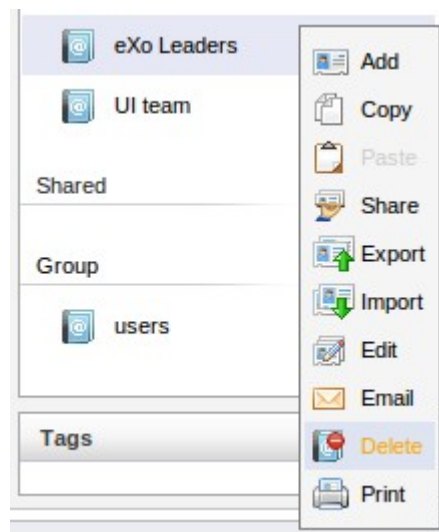 eXo Leaders
UI team
Shared
Group
users
Tags
Add
Copy
Paste
Share
Export
Import
Edit
Email
Delete
Print